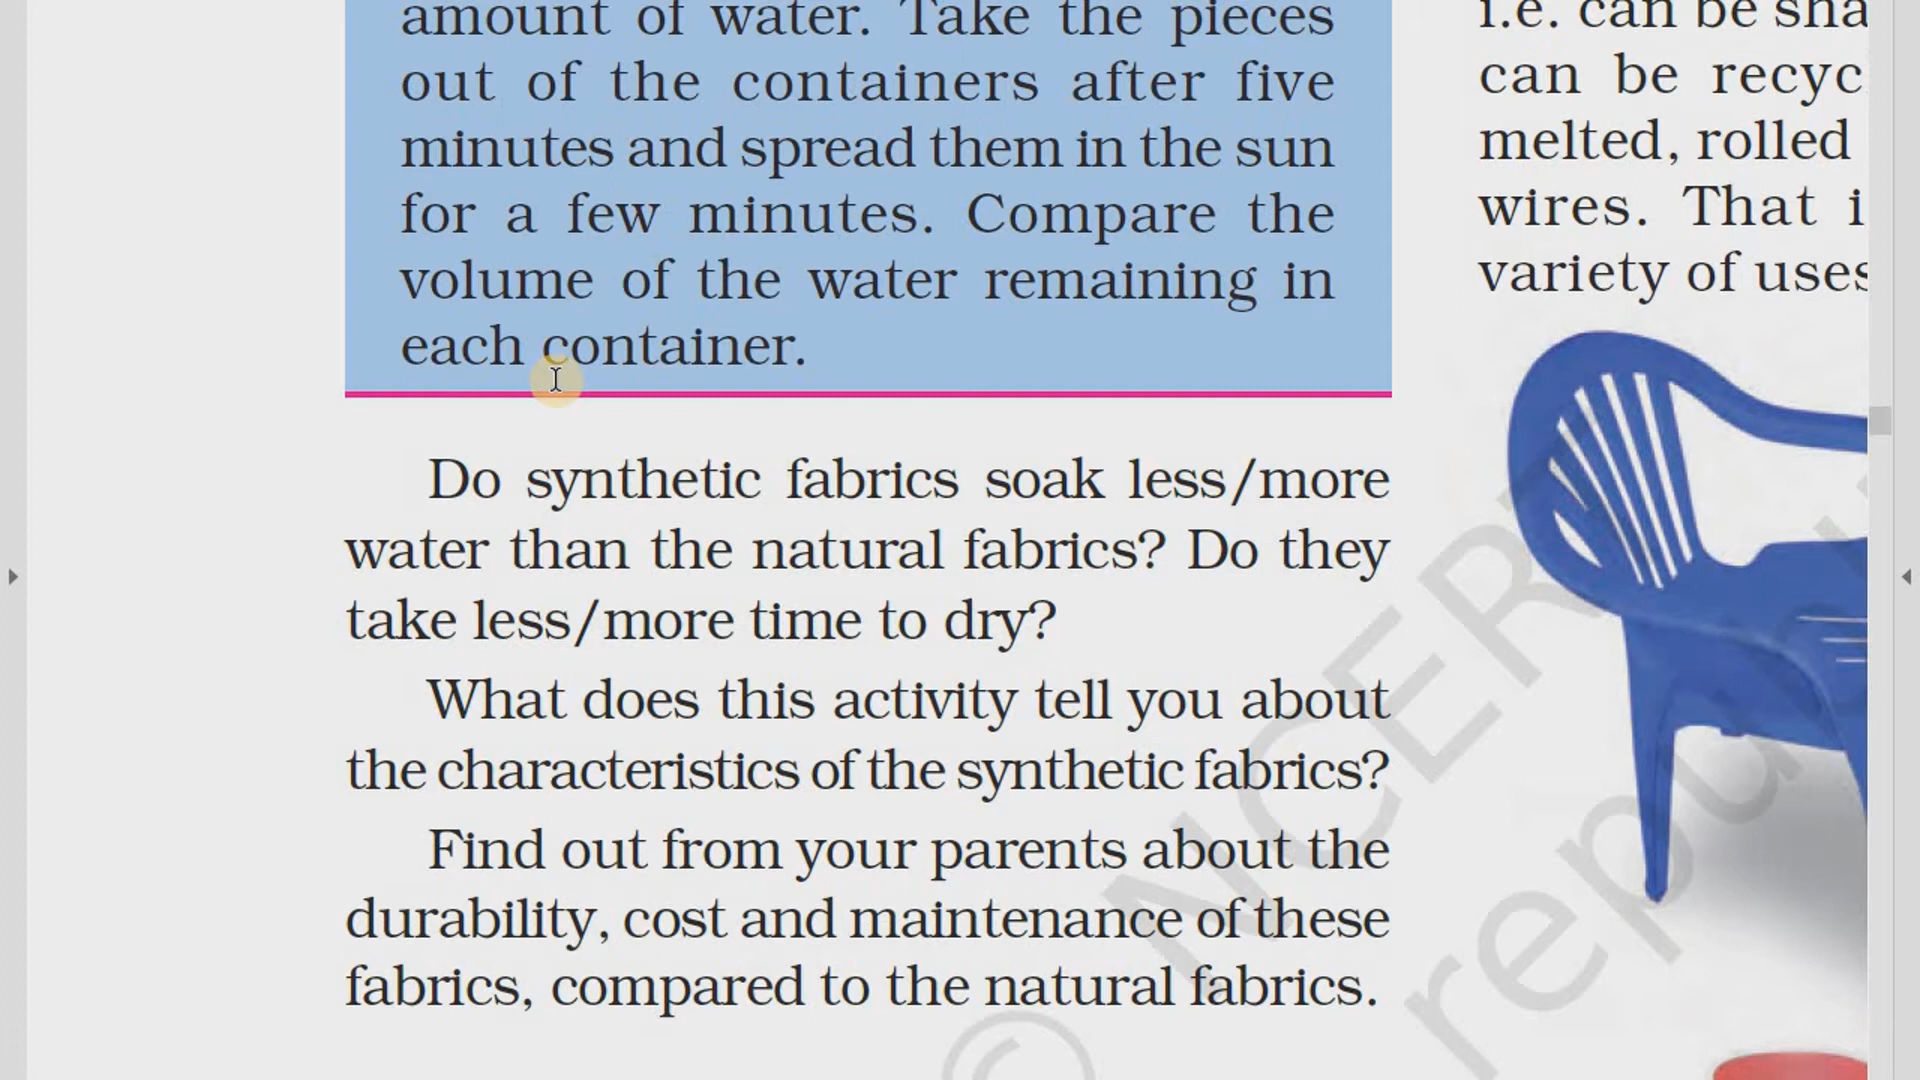 amount of water. Take the pieces
out of the containers after five
minutes and spread them in the sun
for a few minutes. Compare the
volume of the water remaining in
each container.
Do synthetic fabrics soak less/more
water than the natural fabrics? Do they
take less/more time to dry?
What does this activity tell you about
the characteristics of the synthetic fabrics?
Find out from your parents about the
durability, cost and maintenance of these
fabrics, compared to the natural fabrics.
i.e. can be
can be
melted, rolled
wires. That
variety of uses
© NCERT